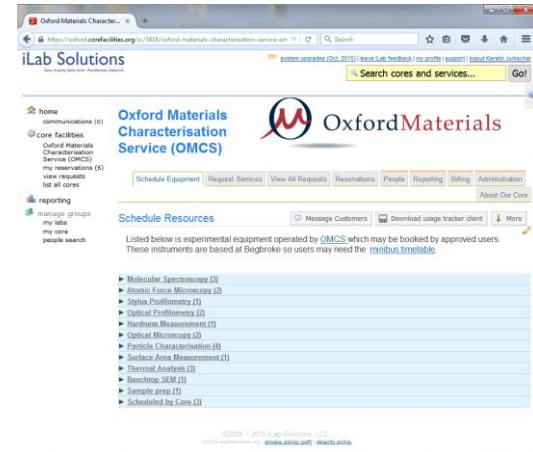 Oxford Materials Character...
https://oxford.corefacilities.org/sc/3418/oxford-materials-characterisation-service-om
Search
iLab Solutions
system upgrades (Oct. 2015) | leave iLab feedback | my profile | support | logout Kerstin Jurkschat
Search cores and services...
Go!
home
communications (0)
core facilities
Oxford Materials
Characterisation
Service (OMCS)
my reservations (6)
view requests
list all cores
reporting
manage groups
my labs
my core
people search
Oxford Materials
Characterisation
Service (OMCS)
OxfordMaterials
Schedule Equipment
Request Services
View All Requests
Reservations
People
Reporting
Billing
Administration
About Our Core
Schedule Resources
Message Customers
Download usage tracker client
More
Listed below is experimental equipment operated by OMCS which may be booked by approved users.
These instruments are based at Begbroke so users may need the minibus timetable.
Molecular Spectroscopy (3)
Atomic Force Microscopy (2)
Stylus Profilometry (1)
Optical Profilometry (2)
Hardness Measurement (1)
Optical Microscopy (2)
Particle Characterisation (4)
Surface Area Measurement (1)
Thermal Analysis (3)
Benchtop SEM (1)
Sample prep (1)
Scheduled by Core (3)
iLab Solutions, LLC
privacy policy (pdf) security policy